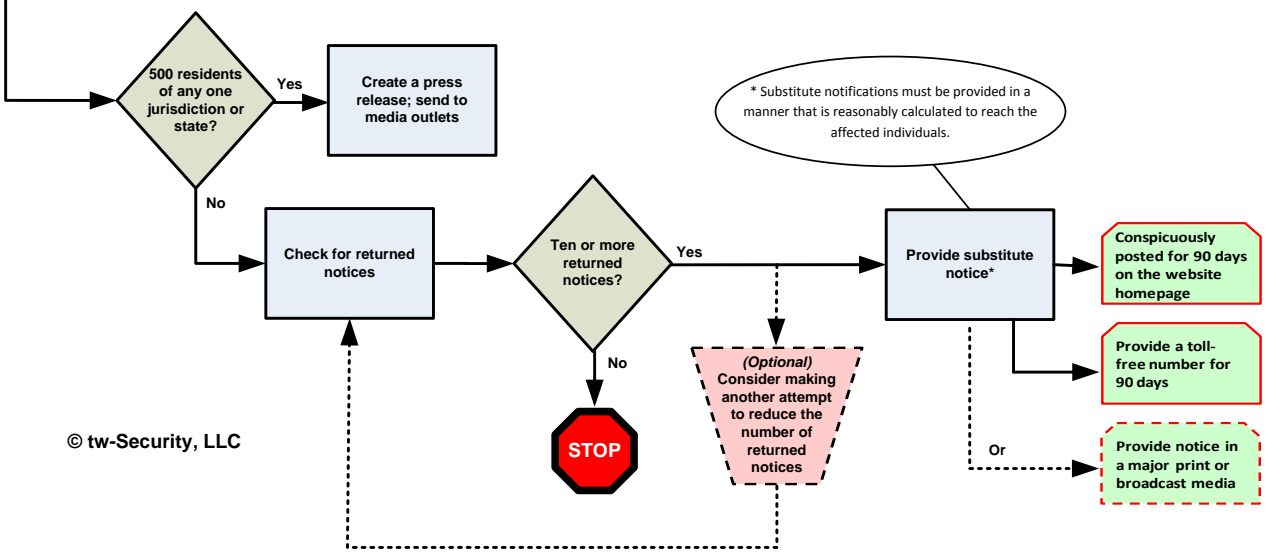 500 residents
of any one
jurisdiction or
state?
Yes
Create a press
release; send to
media outlets
* Substitute notifications must be provided in a
manner that is reasonably calculated to reach the
affected individuals.
No
Check for returned
notices
Ten or more
returned
notices?
Yes
Provide substitute
notice*
Conspicuously
posted for 90 days
on the website
homepage
No
STOP
(Optional)
Consider making
another attempt
to reduce the
number of
returned
notices
Provide a toll-
free number for
90 days
Or
Provide notice in
a major print or
broadcast media
© tw-Security, LLC